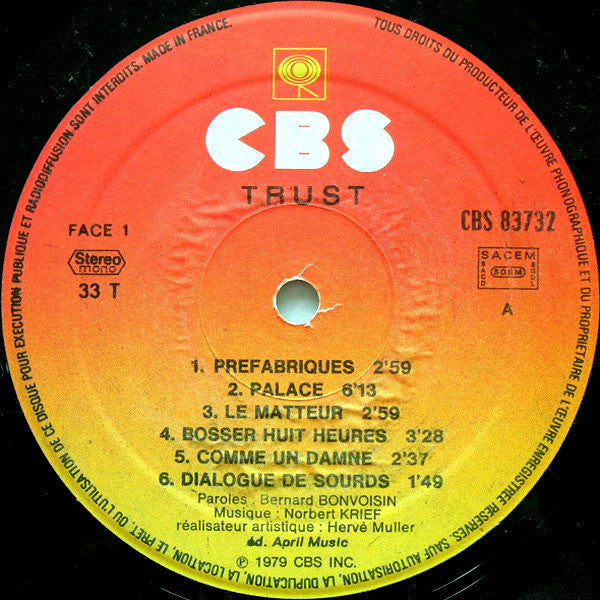 TOUS DROITS DU PRODUCTEUR DE L'ŒUVRE PHONOGRAPHIQUE ET DU PROPRIETAIRE DE L'ŒUVRE ENREGISTREE RESERVES. SAUF AUTORISATION, LA DUPLICATION, LA LOCATION, LE PRET, OU L'UTILISATION DE CE DISQUE POUR EXECUTION PUBLIQUE ET RADIODIFFUSION SONT INTERDITS. MADE IN FRANCE.
CBS
TRUST
FACE 1
CBS 83732
Stereo
mono
33 T
SACEM
SACD
SDRM
SGDL
A
1. PREFABRIQUES 2'59
2. PALACE 6'13
3. LE MATTEUR 2'59
4. BOSSER HUIT HEURES 3'28
5. COMME UN DAMNE 2'37
6. DIALOGUE DE SOURDS 1'49
Paroles : Bernard BONVOISIN
Musique : Norbert KRIEF
réalisateur artistique : Hervé Muller
éd. April Music
℗ 1979 CBS INC.